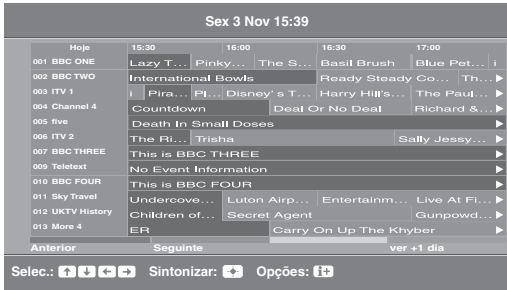 Sex 3 Nov 15:39
Hoje 15:30 16:00 16:30 17:00
001 BBC ONE Lazy T... Pinky... The S... Basil Brush Blue Pet... i
002 BBC TWO International Bowls Ready Steady Co... Th...
003 ITV 1 i Pira... Pl... Disney's T... Harry Hill's... The Paul...
004 Channel 4 Countdown Deal Or No Deal Richard &...
005 five Death In Small Doses
006 ITV 2 The Ri... Trisha Sally Jessy...
007 BBC THREE This is BBC THREE
009 Teletext No Event Information
010 BBC FOUR This is BBC FOUR
011 Sky Travel Undercove... Luton Airp... Entertainm... Live At Fi...
012 UKTV History Children of... Secret Agent Gunpowd...
013 More 4 ER Carry On Up The Khyber
Anterior Seguinte ver +1 dia
Selec.: Sintonizar: Opções: i+